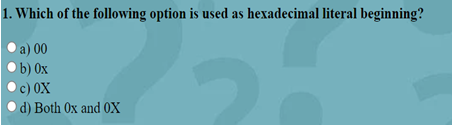 1. Which of the following option is used as hexadecimal literal beginning?
a) 00
b) 0x
c) 0X
d) Both 0x and 0X